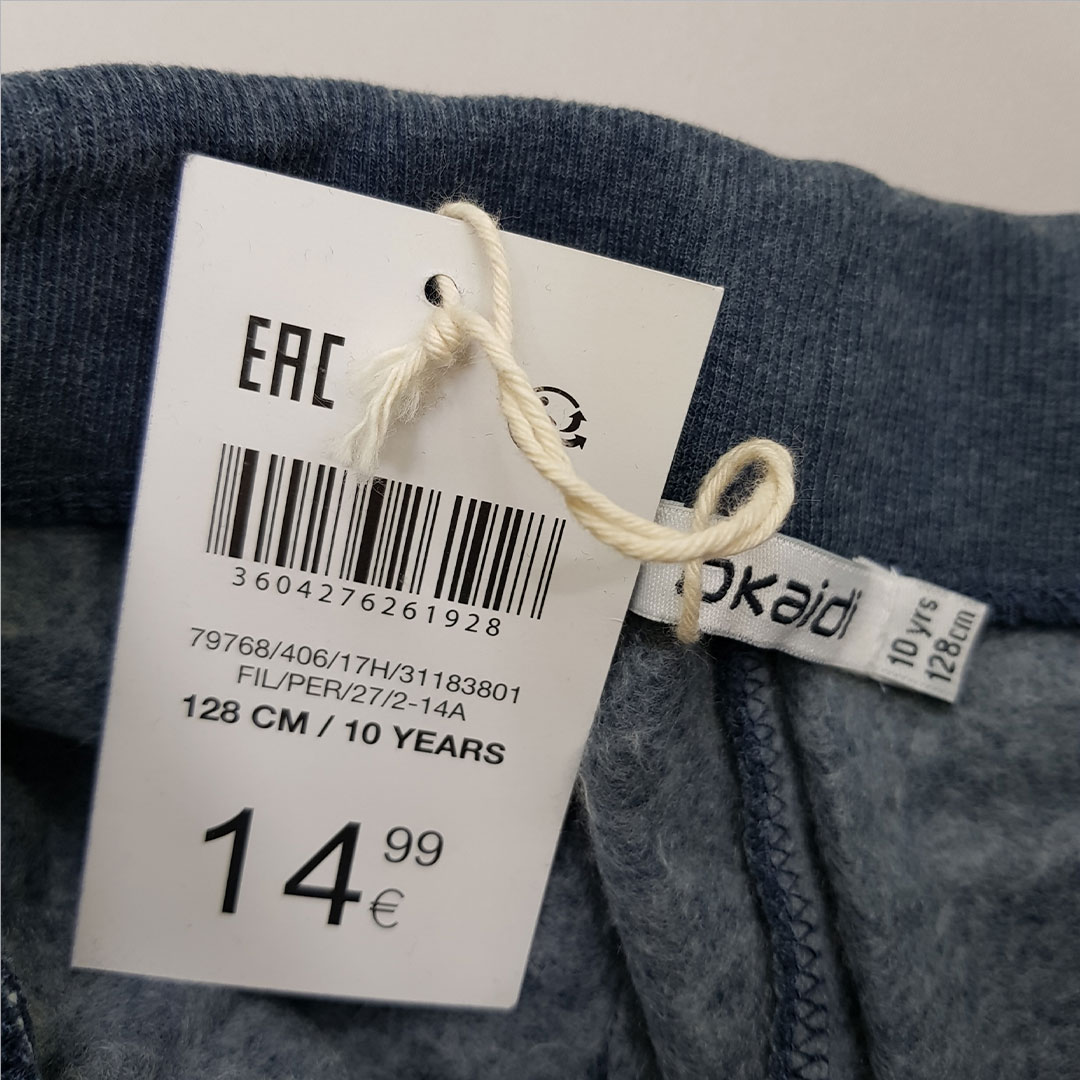 EAC
3604276261928
79768/406/17H/31183801
FIL/PER/27/2-14A
128 CM / 10 YEARS
14 99 €
okaidi
10 yrs
128cm